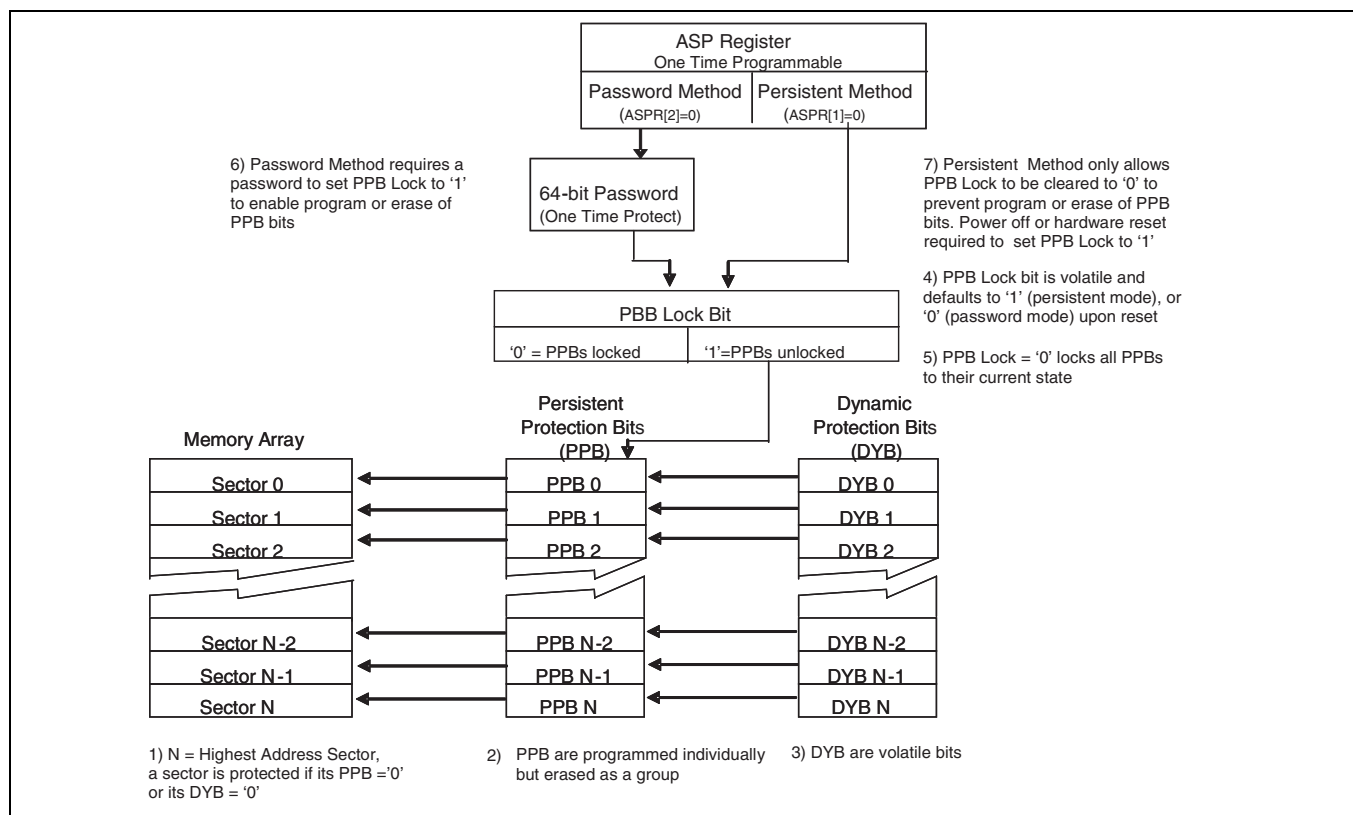 ASP Register
One Time Programmable
Password Method
(ASPR[2]=0)
Persistent Method
(ASPR[1]=0)
6) Password Method requires a
password to set PPB Lock to ‘1’
to enable program or erase of
PPB bits
64-bit Password
(One Time Protect)
7) Persistent Method only allows
PPB Lock to be cleared to ‘0’ to
prevent program or erase of PPB
bits. Power off or hardware reset
required to set PPB Lock to ‘1’
4) PPB Lock bit is volatile and
defaults to ‘1’ (persistent mode), or
‘0’ (password mode) upon reset
PBB Lock Bit
‘0’ = PPBs locked
‘1’=PPBs unlocked
5) PPB Lock = ‘0’ locks all PPBs
to their current state
Memory Array
Persistent
Protection Bits
(PPB)
Dynamic
Protection Bits
(DYB)
Sector 0
PPB 0
DYB 0
Sector 1
PPB 1
DYB 1
Sector 2
PPB 2
DYB 2
Sector N-2
PPB N-2
DYB N-2
Sector N-1
PPB N-1
DYB N-1
Sector N
PPB N
DYB N
1) N = Highest Address Sector,
a sector is protected if its PPB =‘0’
or its DYB = ‘0’
2) PPB are programmed individually
but erased as a group
3) DYB are volatile bits